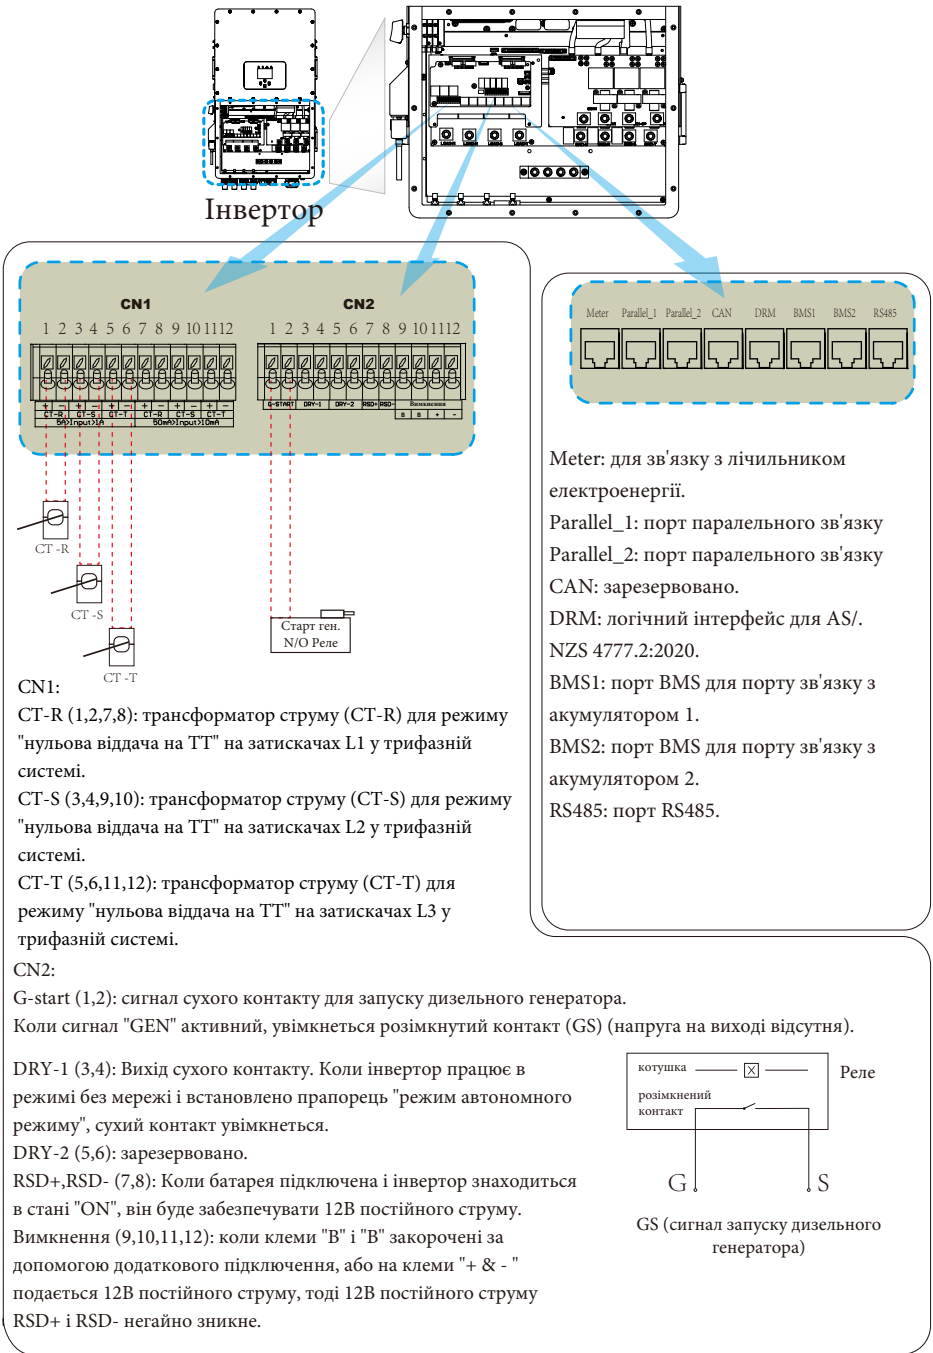 Інвертор
CN1
CN2
1 2 3 4 5 6 7 8 9 10 11 12
1 2 3 4 5 6 7 8 9 10 11 12
+ − + − + − + − + − + −
CT-R CT-S CT-T CT-R CT-S CT-T
5A>Input>1A 50mA>Input>10mA
G-START DRY-1 DRY-2 RSD+ RSD- Вимкнення
B B + -
CT -R
CT -S
CT -T
Старт ген.
N/O Реле
Meter Parallel_1 Parallel_2 CAN DRM BMS1 BMS2 RS485
Meter: для зв'язку з лічильником
електроенергії.
Parallel_1: порт паралельного зв'язку
Parallel_2: порт паралельного зв'язку
CAN: зарезервовано.
DRM: логічний інтерфейс для AS/.
NZS 4777.2:2020.
BMS1: порт BMS для порту зв'язку з
акумулятором 1.
BMS2: порт BMS для порту зв'язку з
акумулятором 2.
RS485: порт RS485.
CN1:
CT-R (1,2,7,8): трансформатор струму (CT-R) для режиму
"нульова віддача на ТТ" на затискачах L1 у трифазній
системі.
CT-S (3,4,9,10): трансформатор струму (CT-S) для режиму
"нульова віддача на ТТ" на затискачах L2 у трифазній
системі.
CT-T (5,6,11,12): трансформатор струму (CT-T) для
режиму "нульова віддача на ТТ" на затискачах L3 у
трифазній системі.
CN2:
G-start (1,2): сигнал сухого контакту для запуску дизельного генератора.
Коли сигнал "GEN" активний, увімкнеться розімкнутий контакт (GS) (напруга на виході відсутня).
DRY-1 (3,4): Вихід сухого контакту. Коли інвертор працює в
режимі без мережі і встановлено прапорець "режим автономного
режиму", сухий контакт увімкнеться.
DRY-2 (5,6): зарезервовано.
RSD+,RSD- (7,8): Коли батарея підключена і інвертор знаходиться
в стані "ON", він буде забезпечувати 12В постійного струму.
Вимкнення (9,10,11,12): коли клеми "B" і "B" закорочені за
допомогою додаткового підключення, або на клеми "+ & - "
подається 12В постійного струму, тоді 12В постійного струму
RSD+ і RSD- негайно зникне.
котушка
Реле
розімкнений
контакт
G S
GS (сигнал запуску дизельного
генератора)